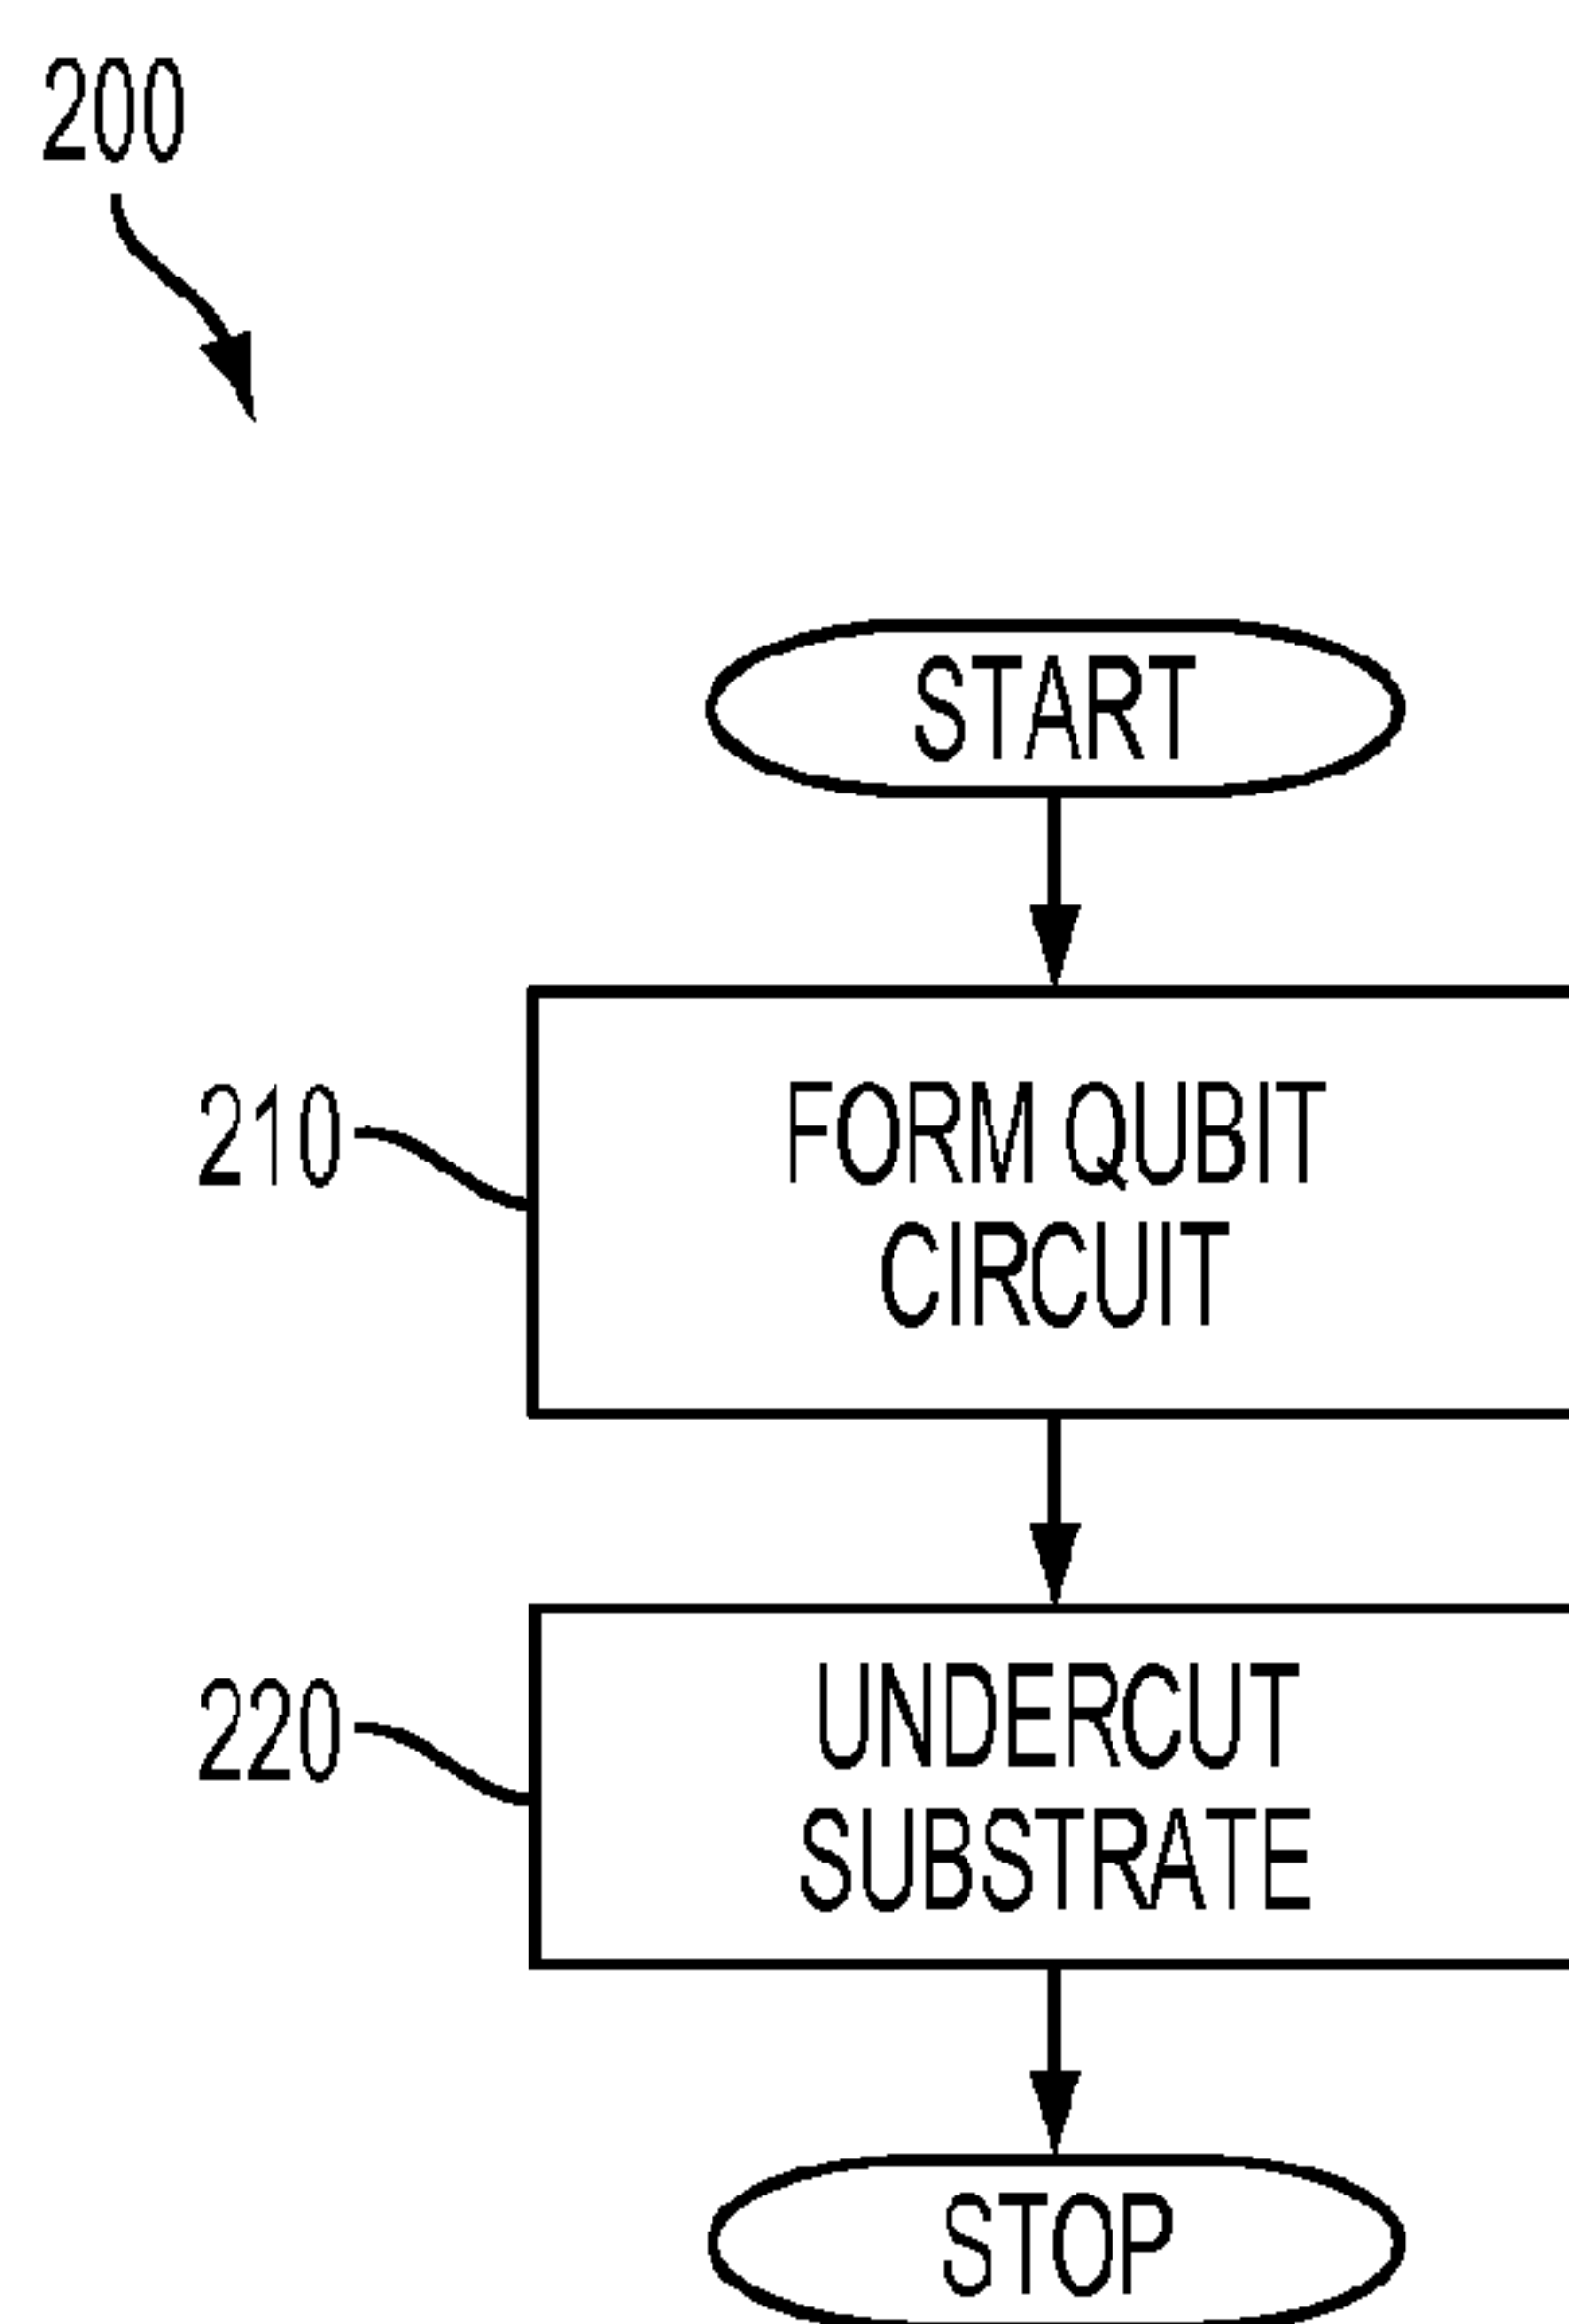 200
START
210
FORM QUBIT
CIRCUIT
220
UNDERCUT
SUBSTRATE
STOP